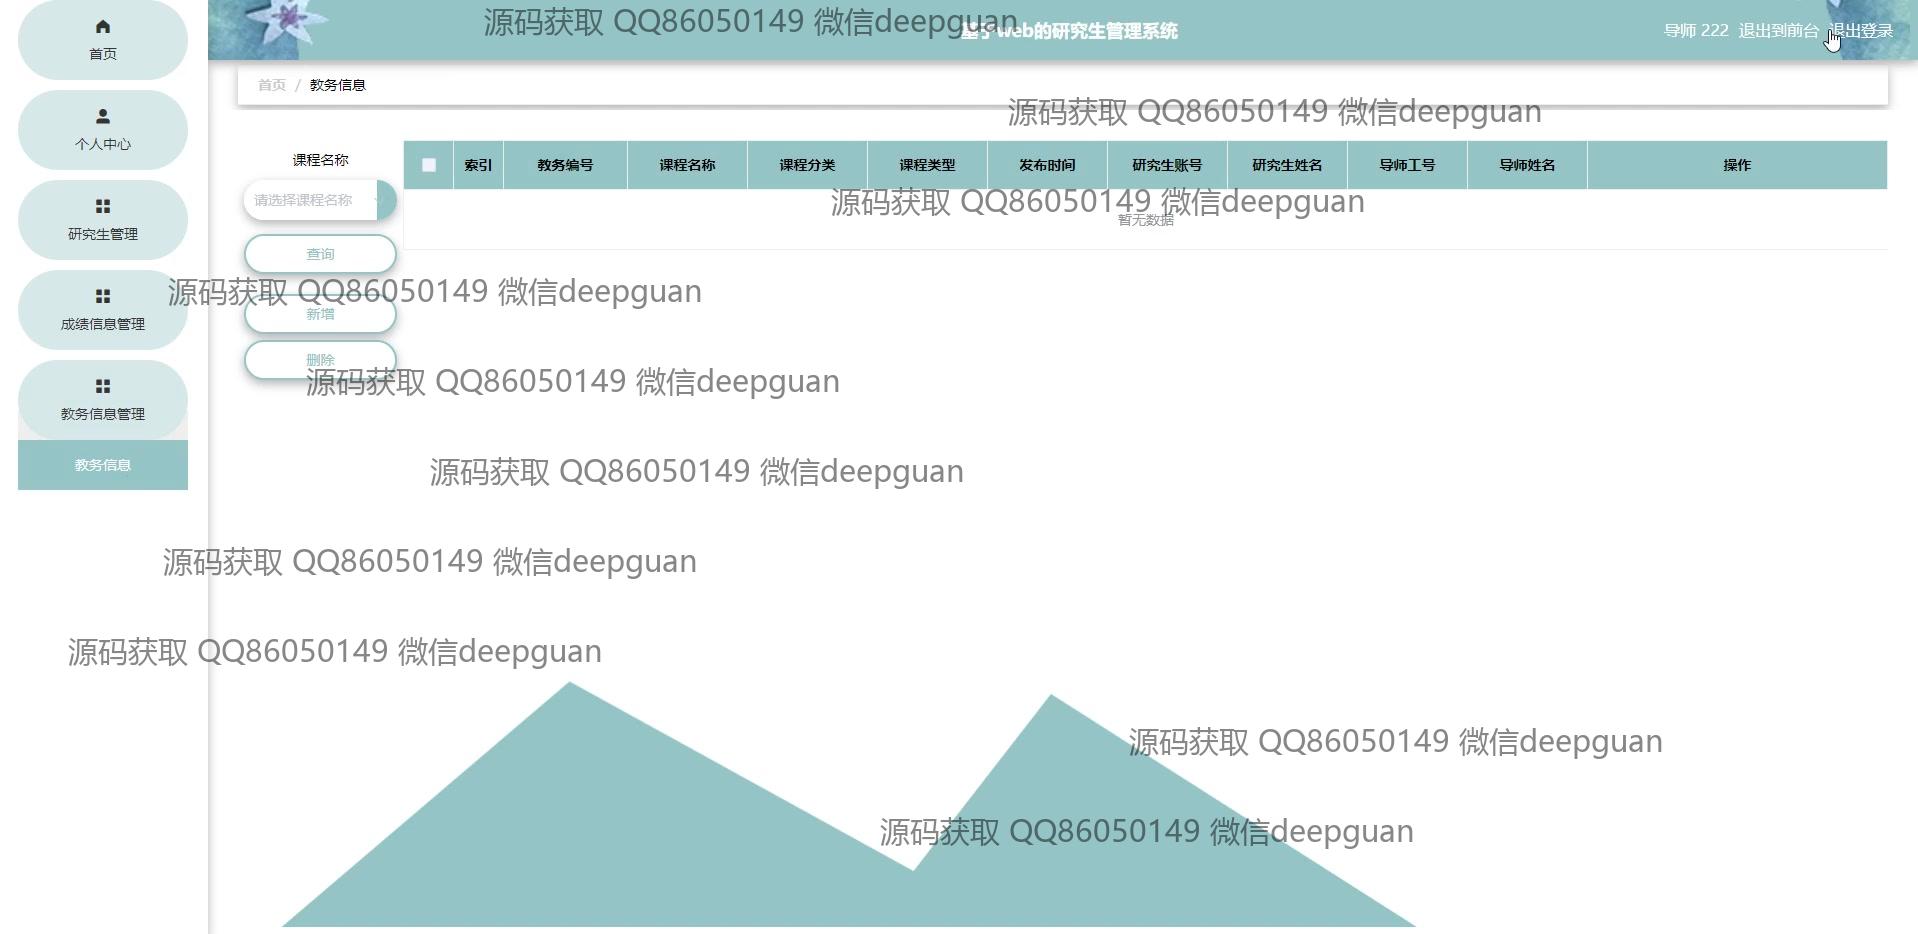 首页
个人中心
研究生管理
成绩信息管理
教务信息管理
教务信息
基于web的研究生管理系统
导师 222 退出到前台 退出登录
首页 / 教务信息
课程名称
请选择课程名称
查询
新增
删除
索引 教务编号 课程名称 课程分类 课程类型 发布时间 研究生账号 研究生姓名 导师工号 导师姓名 操作
暂无数据
源码获取 QQ86050149 微信deepguan
源码获取 QQ86050149 微信deepguan
源码获取 QQ86050149 微信deepguan
源码获取 QQ86050149 微信deepguan
源码获取 QQ86050149 微信deepguan
源码获取 QQ86050149 微信deepguan
源码获取 QQ86050149 微信deepguan
源码获取 QQ86050149 微信deepguan
源码获取 QQ86050149 微信deepguan
源码获取 QQ86050149 微信deepguan